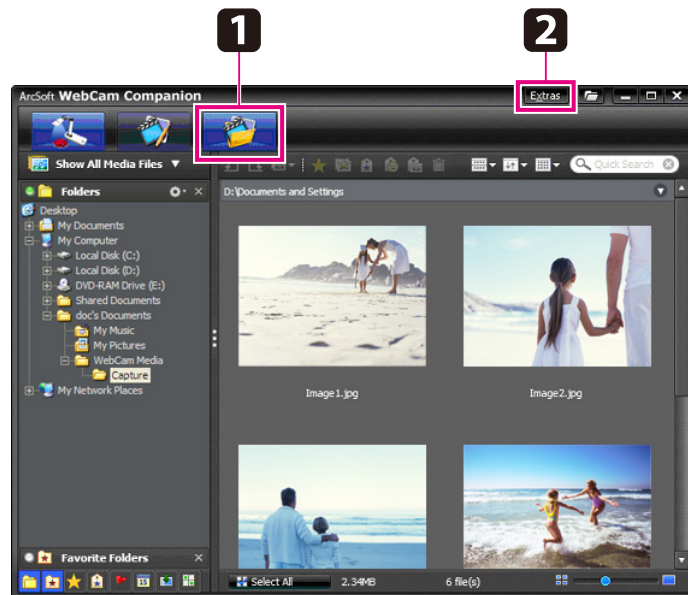 1
2
ArcSoft WebCam Companion
Extras
Show All Media Files
Quick Search
Folders
D:\Documents and Settings
Desktop
My Documents
My Computer
Local Disk (C:)
Local Disk (D:)
DVD-RAM Drive (E:)
Shared Documents
doc's Documents
My Music
My Pictures
WebCam Media
Capture
My Network Places
Image1.jpg
Image2.jpg
Favorite Folders
15
Select All
2.34MB
6 file(s)